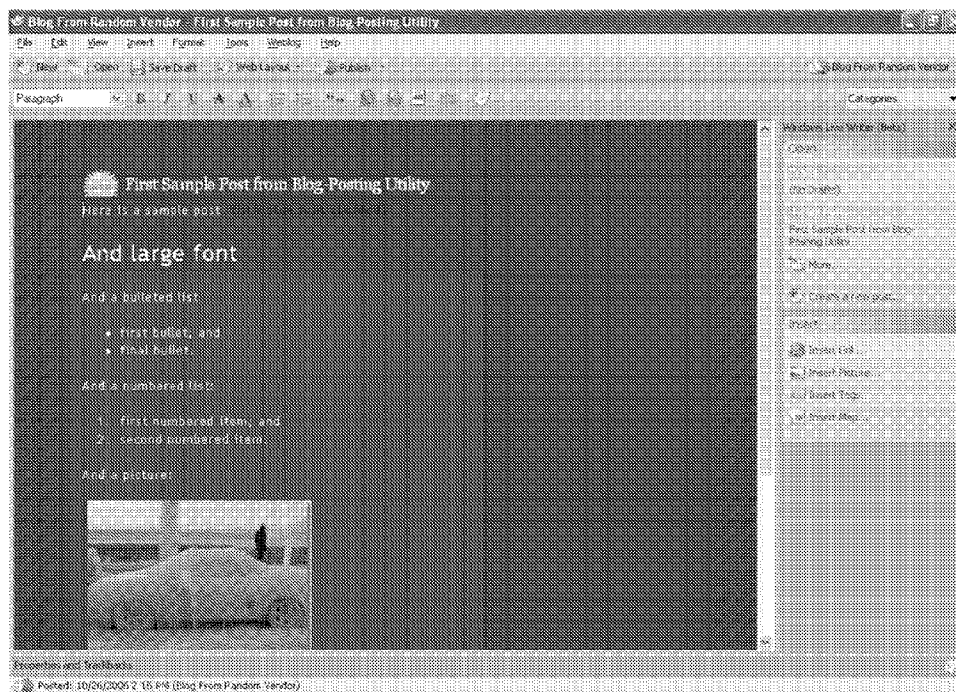 Blog From Random Vendor - First Sample Post from Blog-Posting Utility
File Edit View Insert Format Tools Weblog Help
New Open Save Draft Web Layout Publish Blog From Random Vendor
Paragraph B I U A A Categories
Windows Live Writer (Beta)
Open
First Sample Post from Blog-Posting Utility
(No Drafts)
Here is a sample post
First Sample Post from Blog-
Posting Utility
And large font
More...
Create a new post...
And a bulleted list
Insert
• first bullet, and
• final bullet.
Insert Link...
Insert Picture...
And a numbered list:
Insert Tags...
Insert Map...
1. first numbered item, and
2. second numbered item
And a picture:
Properties and Trackbacks
Posted: 10/26/2006 2:16 PM (Blog From Random Vendor)